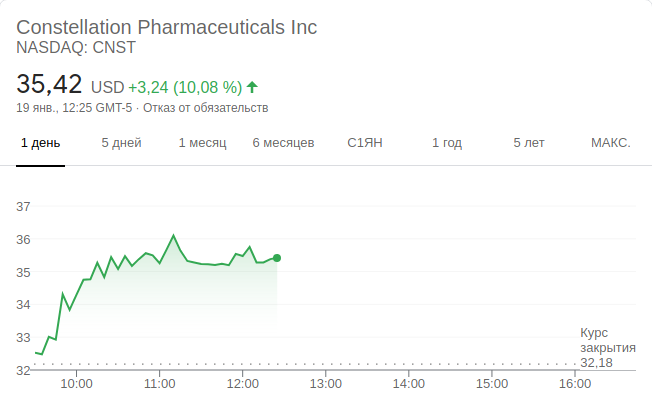 Constellation Pharmaceuticals Inc
NASDAQ: CNST
35,42 USD +3,24 (10,08 %)
19 янв., 12:25 GMT-5 · Отказ от обязательств
1 день 5 дней 1 месяц 6 месяцев С1ЯН 1 год 5 лет МАКС.
37
36
35
34
33
32
Курс
закрытия
32,18
10:00 11:00 12:00 13:00 14:00 15:00 16:00